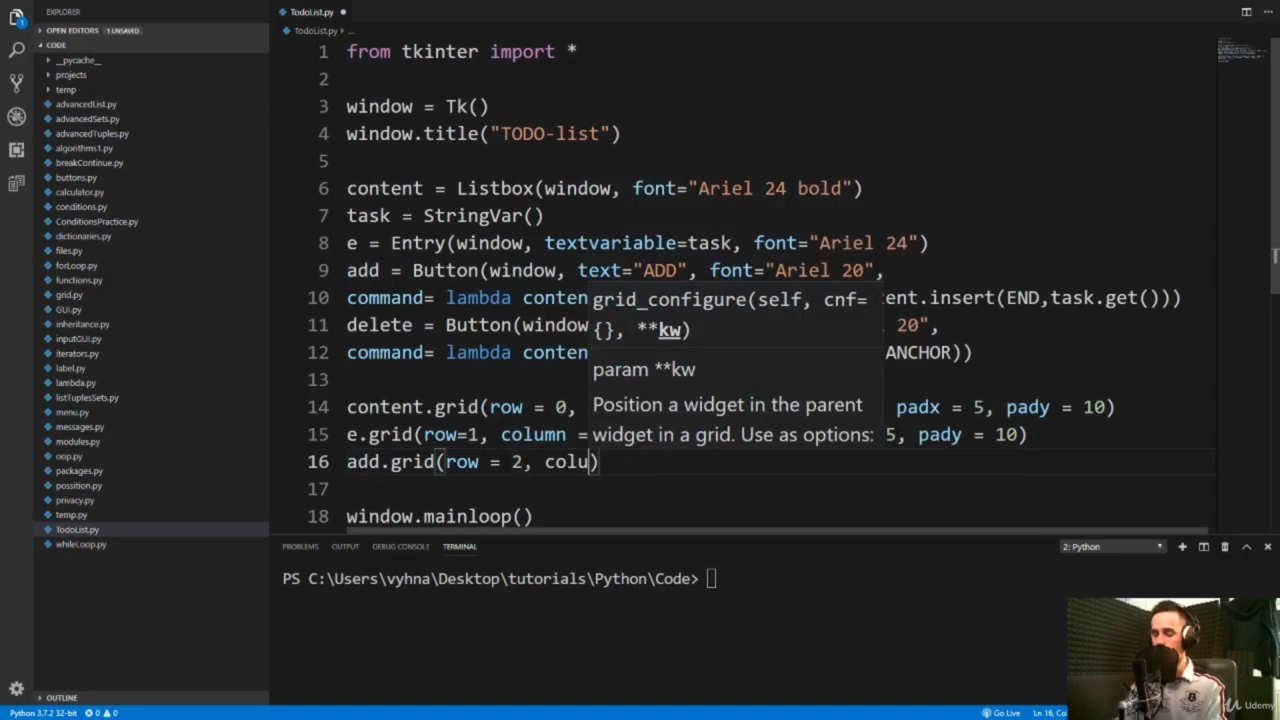 EXPLORER
OPEN EDITORS 1 UNSAVED
CODE
__pycache__
projects
temp
advancedList.py
advancedSets.py
advancedTuples.py
algorithms1.py
breakContinue.py
buttons.py
calculator.py
conditions.py
ConditionsPractice.py
dictionaries.py
files.py
forLoop.py
functions.py
grid.py
GUI.py
inheritance.py
inputGUI.py
iterators.py
label.py
lambda.py
listTuplesSets.py
menu.py
messages.py
modules.py
oop.py
packages.py
possition.py
privacy.py
temp.py
TodoList.py
whileLoop.py
OUTLINE
TodoList.py
TodoList.py ...
1 from tkinter import *
2
3 window = Tk()
4 window.title("TODO-list")
5
6 content = Listbox(window, font="Ariel 24 bold")
7 task = StringVar()
8 e = Entry(window, textvariable=task, font="Ariel 24")
9 add = Button(window, text="ADD", font="Ariel 20",
10 command= lambda conten ent.insert(END,task.get()))
11 delete = Button(window 20",
12 command= lambda conten ANCHOR))
13
14 content.grid(row = 0, padx = 5, pady = 10)
15 e.grid(row=1, column = 5, pady = 10)
16 add.grid(row = 2, colu)
17
18 window.mainloop()
grid_configure(self, cnf=
{}, **kw)
param **kw
Position a widget in the parent
widget in a grid. Use as options:
PROBLEMS OUTPUT DEBUG CONSOLE TERMINAL
2: Python
PS C:\Users\vyhna\Desktop\tutorials\Python\Code>
Python 3.7.2 32-bit 0 0
Go Live Ln 16, Co
Udemy